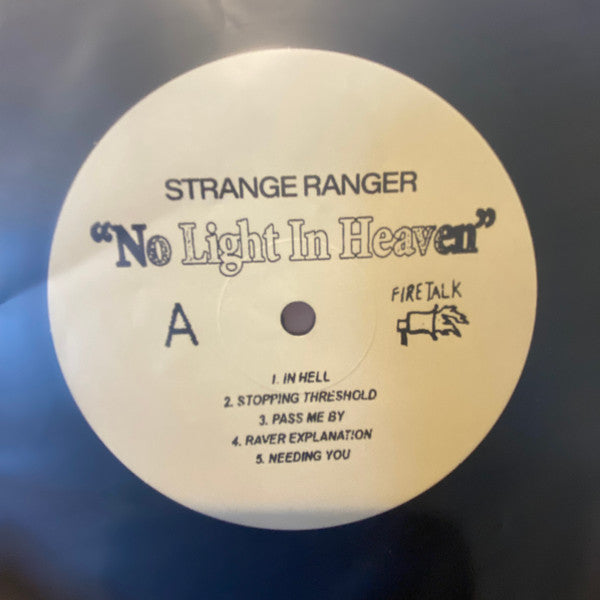 STRANGE RANGER
“No Light In Heaven”
A
FIRE TALK
1. IN HELL
2. STOPPING THRESHOLD
3. PASS ME BY
4. RAVER EXPLANATION
5. NEEDING YOU